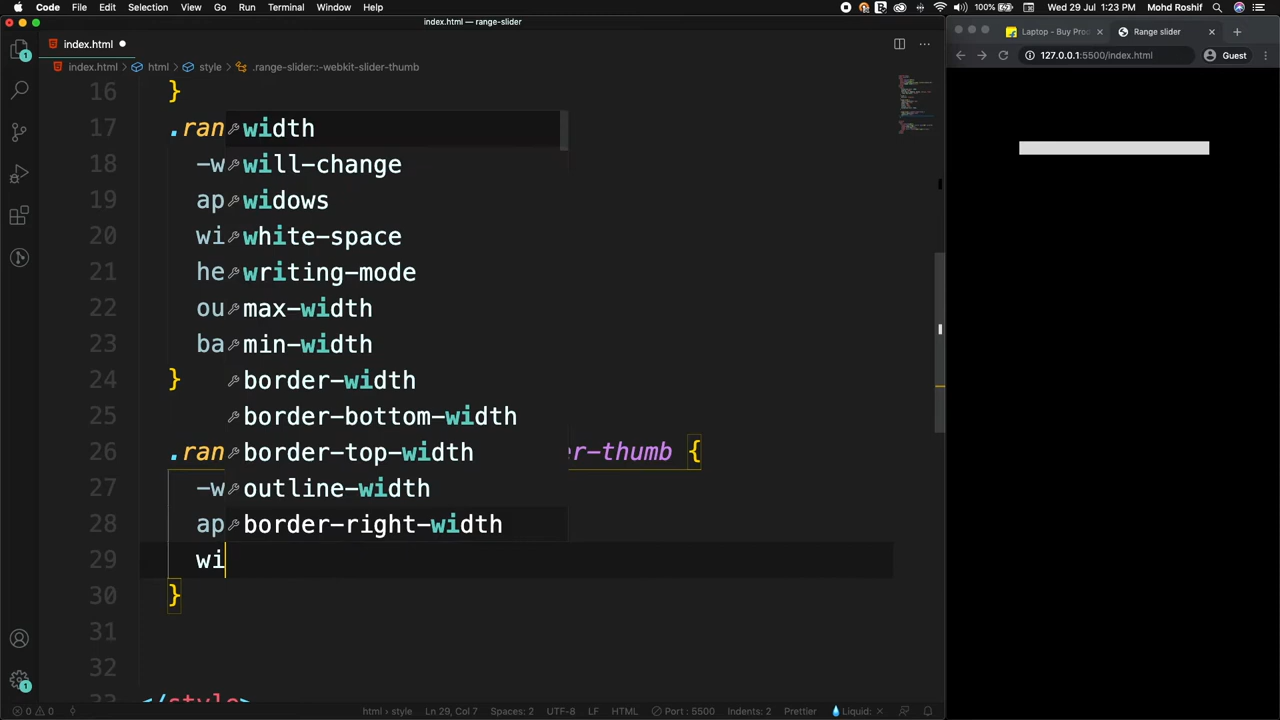 Code File Edit Selection View Go Run Terminal Window Help 100% Wed 29 Jul 1:23 PM Mohd Roshif
index.html — range-slider
index.html
Laptop - Buy Pro
Range slider
index.html > html > style > .range-slider::-webkit-slider-thumb
127.0.0.1:5500/index.html
Guest
16 }
17 .ran width
18 -w will-change
19 ap widows
20 wi white-space
21 he writing-mode
22 ou max-width
23 ba min-width
24 } border-width
25 border-bottom-width
26 .ran border-top-width er-thumb {
27 -w outline-width
28 ap border-right-width
29 wi
30 }
31
32
33 </style>
0 0 html > style Ln 29, Col 7 Spaces: 2 UTF-8 LF HTML Port : 5500 Indents: 2 Prettier Liquid: